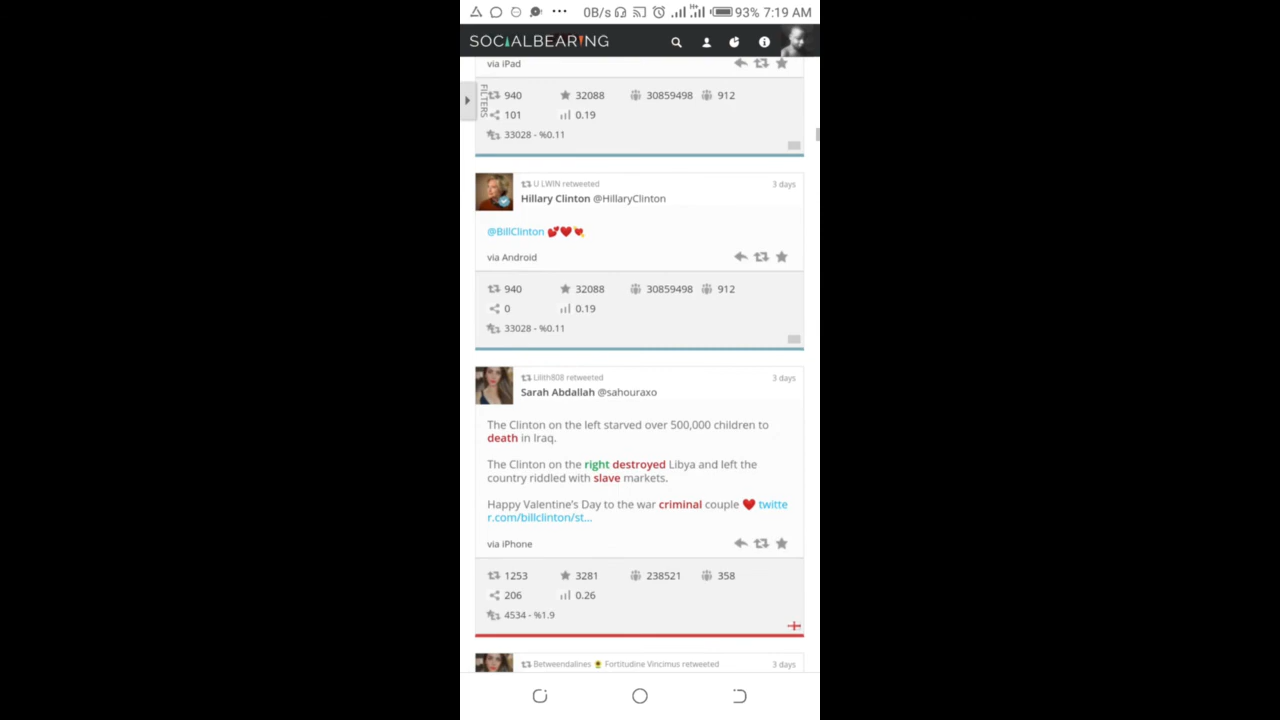 0B/s 93% 7:19 AM
SOCIALBEARING
via iPad
FILTERS
940 32088 30859498 912
101 0.19
33028 - %0.11
U LWIN retweeted 3 days
Hillary Clinton @HillaryClinton
@BillClinton 💕❤️💘
via Android
940 32088 30859498 912
0 0.19
33028 - %0.11
Lilith808 retweeted 3 days
Sarah Abdallah @sahouraxo
The Clinton on the left starved over 500,000 children to
death in Iraq.
The Clinton on the right destroyed Libya and left the
country riddled with slave markets.
Happy Valentine's Day to the war criminal couple ❤️ twitte
r.com/billclinton/st...
via iPhone
1253 3281 238521 358
206 0.26
4534 - %1.9
Betweendalines 🌻 Fortitudine Vincimus retweeted 3 days